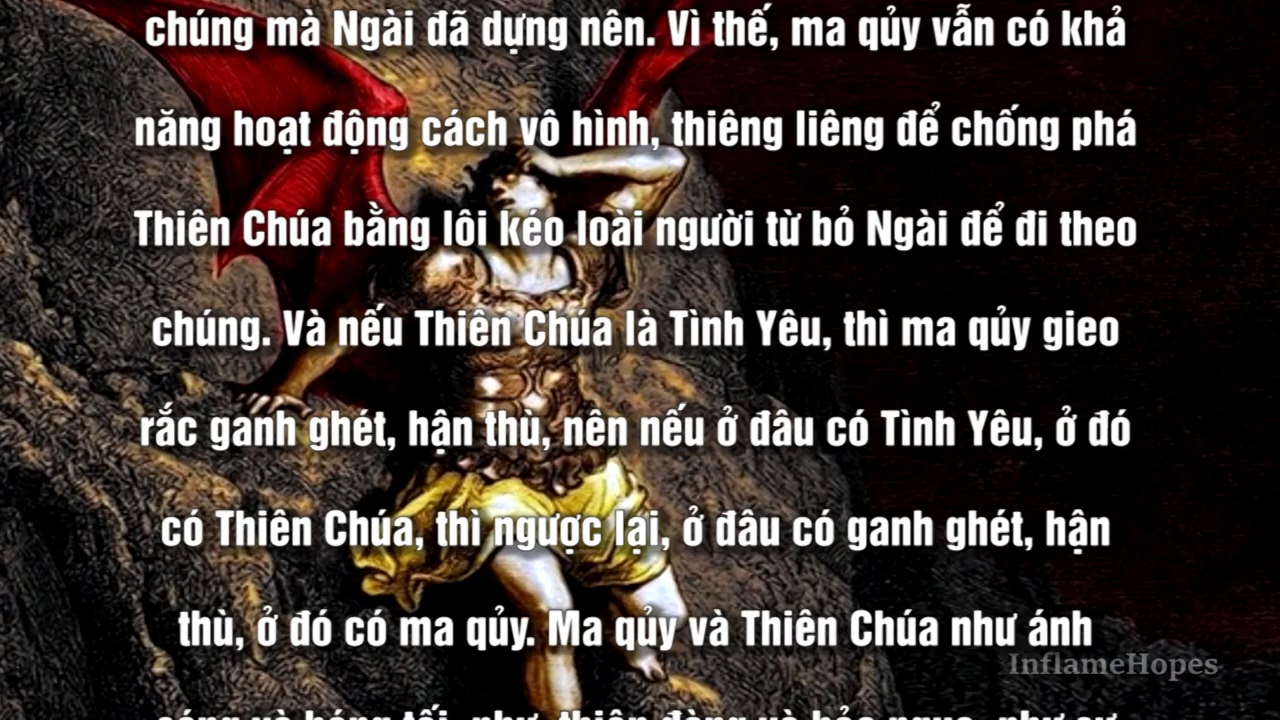 chúng mà Ngài đã dựng nên. Vì thế, ma qủy vẫn có khả
năng hoạt động cách vô hình, thiêng liêng để chống phá
Thiên Chúa bằng lôi kéo loài người từ bỏ Ngài để đi theo
chúng. Và nếu Thiên Chúa là Tình Yêu, thì ma qủy gieo
rắc ganh ghét, hận thù, nên nếu ở đâu có Tình Yêu, ở đó
có Thiên Chúa, thì ngược lại, ở đâu có ganh ghét, hận
thù, ở đó có ma qủy. Ma qủy và Thiên Chúa như ánh
InflameHopes